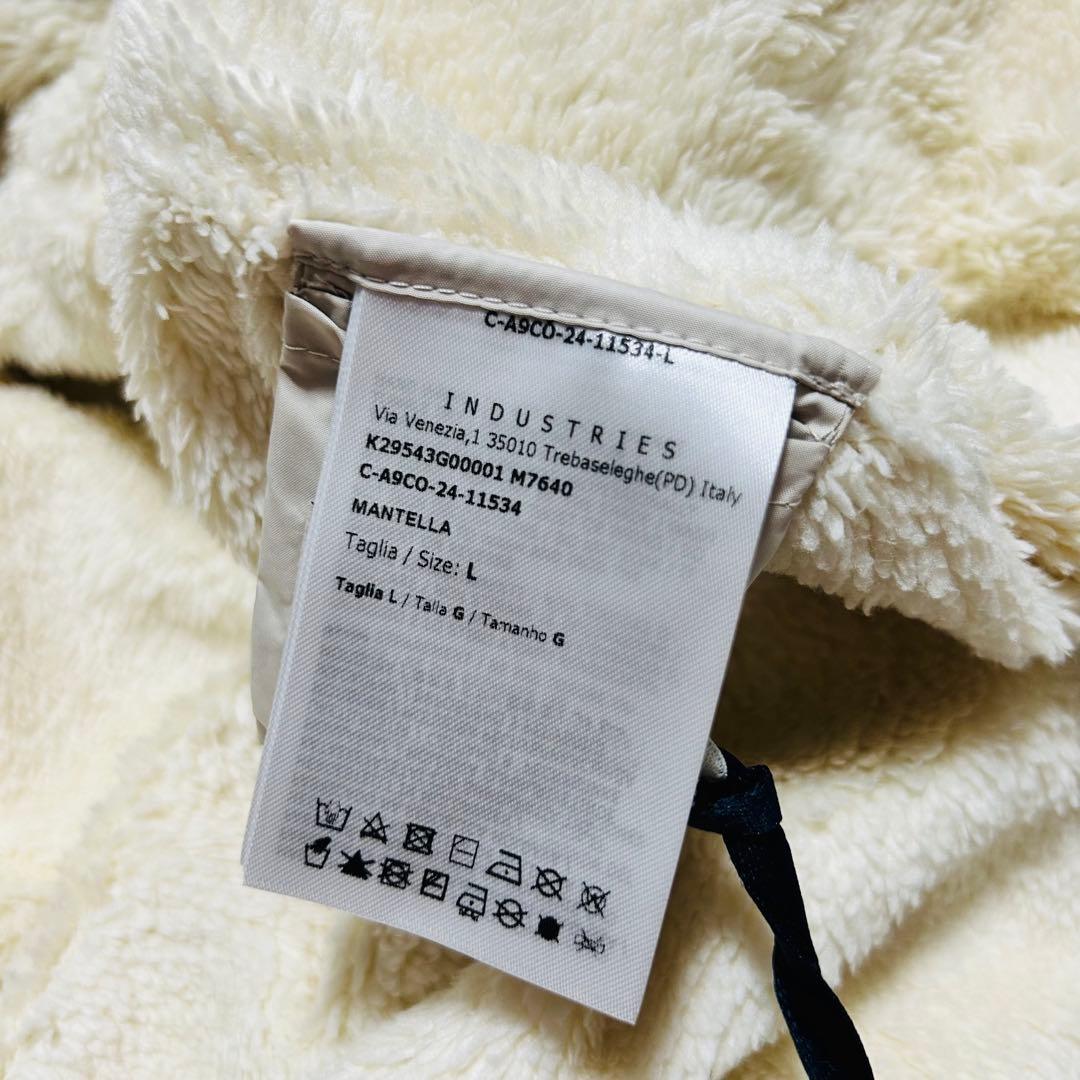 C-A9CO-24-11534-L
INDUSTRIES
Via Venezia,1 35010 Trebaseleghe(PD) Italy
K29543G00001 M7640
C-A9CO-24-11534
MANTELLA
Taglia / Size: L
Taglia L / Talla G / Tamanho G